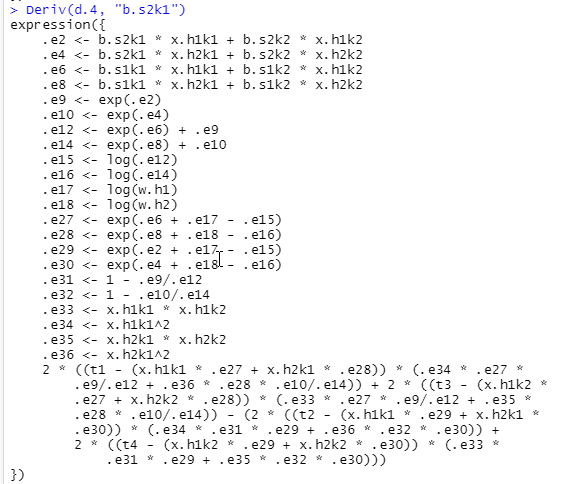 > Deriv(d.4, "b.s2k1")
expression({
    .e2 <- b.s2k1 * x.h1k1 + b.s2k2 * x.h1k2
    .e4 <- b.s2k1 * x.h2k1 + b.s2k2 * x.h2k2
    .e6 <- b.s1k1 * x.h1k1 + b.s1k2 * x.h1k2
    .e8 <- b.s1k1 * x.h2k1 + b.s1k2 * x.h2k2
    .e9 <- exp(.e2)
    .e10 <- exp(.e4)
    .e12 <- exp(.e6) + .e9
    .e14 <- exp(.e8) + .e10
    .e15 <- log(.e12)
    .e16 <- log(.e14)
    .e17 <- log(w.h1)
    .e18 <- log(w.h2)
    .e27 <- exp(.e6 + .e17 - .e15)
    .e28 <- exp(.e8 + .e18 - .e16)
    .e29 <- exp(.e2 + .e17 - .e15)
    .e30 <- exp(.e4 + .e18 - .e16)
    .e31 <- 1 - .e9/.e12
    .e32 <- 1 - .e10/.e14
    .e33 <- x.h1k1 * x.h1k2
    .e34 <- x.h1k1^2
    .e35 <- x.h2k1 * x.h2k2
    .e36 <- x.h2k1^2
    2 * ((t1 - (x.h1k1 * .e27 + x.h2k1 * .e28)) * (.e34 * .e27 *
        .e9/.e12 + .e36 * .e28 * .e10/.e14)) + 2 * ((t3 - (x.h1k2 *
        .e27 + x.h2k2 * .e28)) * (.e33 * .e27 * .e9/.e12 + .e35 *
        .e28 * .e10/.e14)) - (2 * ((t2 - (x.h1k1 * .e29 + x.h2k1 *
        .e30)) * (.e34 * .e31 * .e29 + .e36 * .e32 * .e30)) +
        2 * ((t4 - (x.h1k2 * .e29 + x.h2k2 * .e30)) * (.e33 *
            .e31 * .e29 + .e35 * .e32 * .e30)))
})